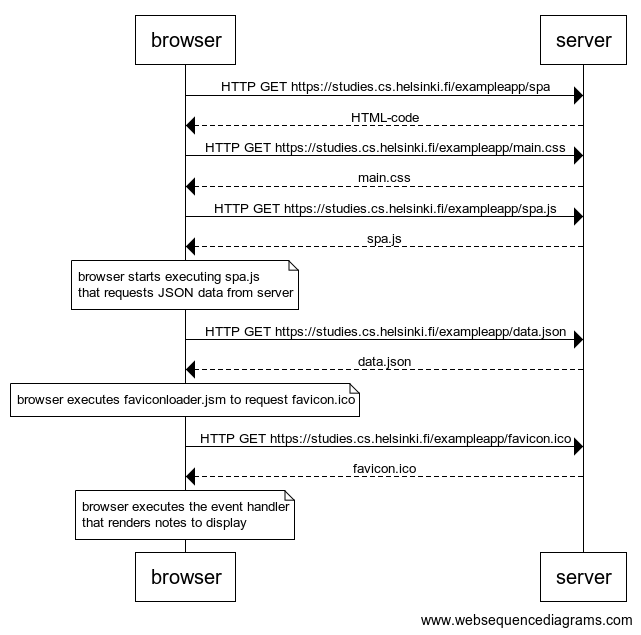 browser
server
HTTP GET https://studies.cs.helsinki.fi/exampleapp/spa
HTML-code
HTTP GET https://studies.cs.helsinki.fi/exampleapp/main.css
main.css
HTTP GET https://studies.cs.helsinki.fi/exampleapp/spa.js
spa.js
browser starts executing spa.js
that requests JSON data from server
HTTP GET https://studies.cs.helsinki.fi/exampleapp/data.json
data.json
browser executes faviconloader.jsm to request favicon.ico
HTTP GET https://studies.cs.helsinki.fi/exampleapp/favicon.ico
favicon.ico
browser executes the event handler
that renders notes to display
browser
server
www.websequencediagrams.com